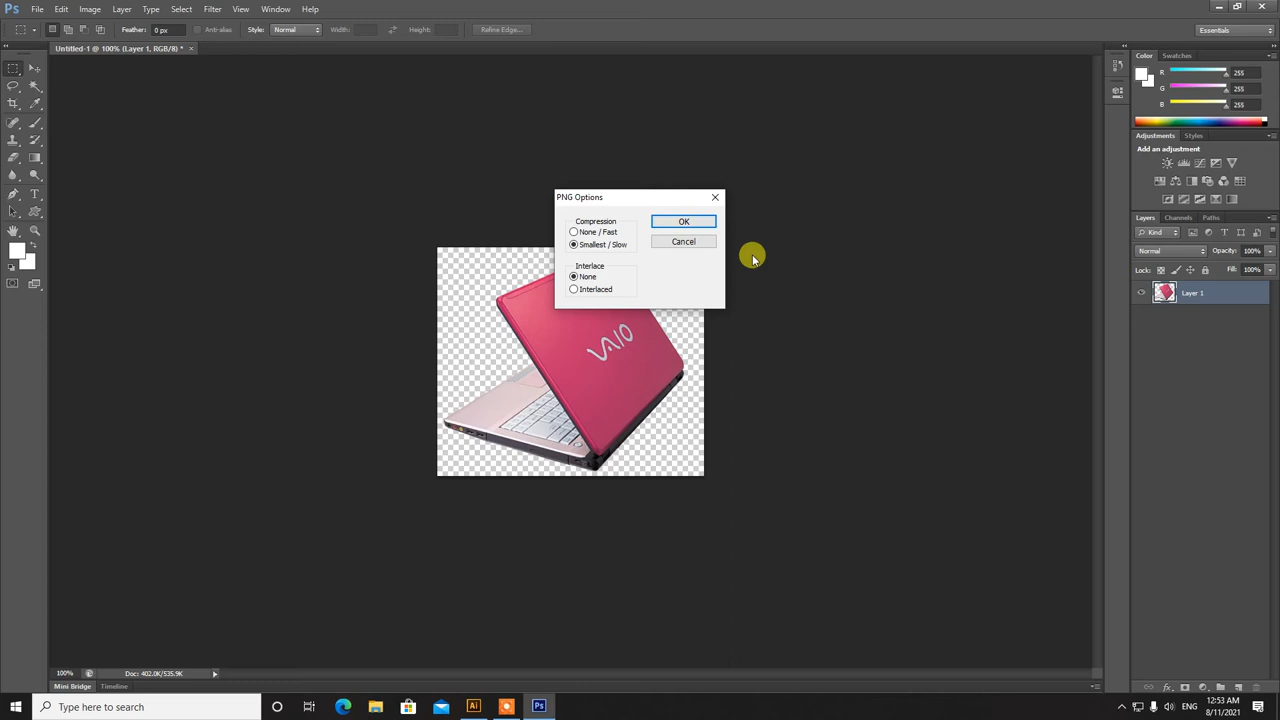 Ps File Edit Image Layer Type Select Filter View Window Help
Feather: 0 px Anti-alias Style: Normal Width: Height: Refine Edge... Essentials
Untitled-1 @ 100% (Layer 1, RGB/8) * ×
Color Swatches
R 255
G 255
B 255
Adjustments Styles
Add an adjustment
Layers Channels Paths
Kind
Normal Opacity: 100%
Lock: Fill: 100%
Layer 1
PNG Options
Compression
None / Fast
Smallest / Slow
Interlace
None
Interlaced
OK
Cancel
VAIO
100% Doc: 402.0K/535.9K
Mini Bridge Timeline
Type here to search
Ai
Ps
ENG
12:53 AM
8/11/2021